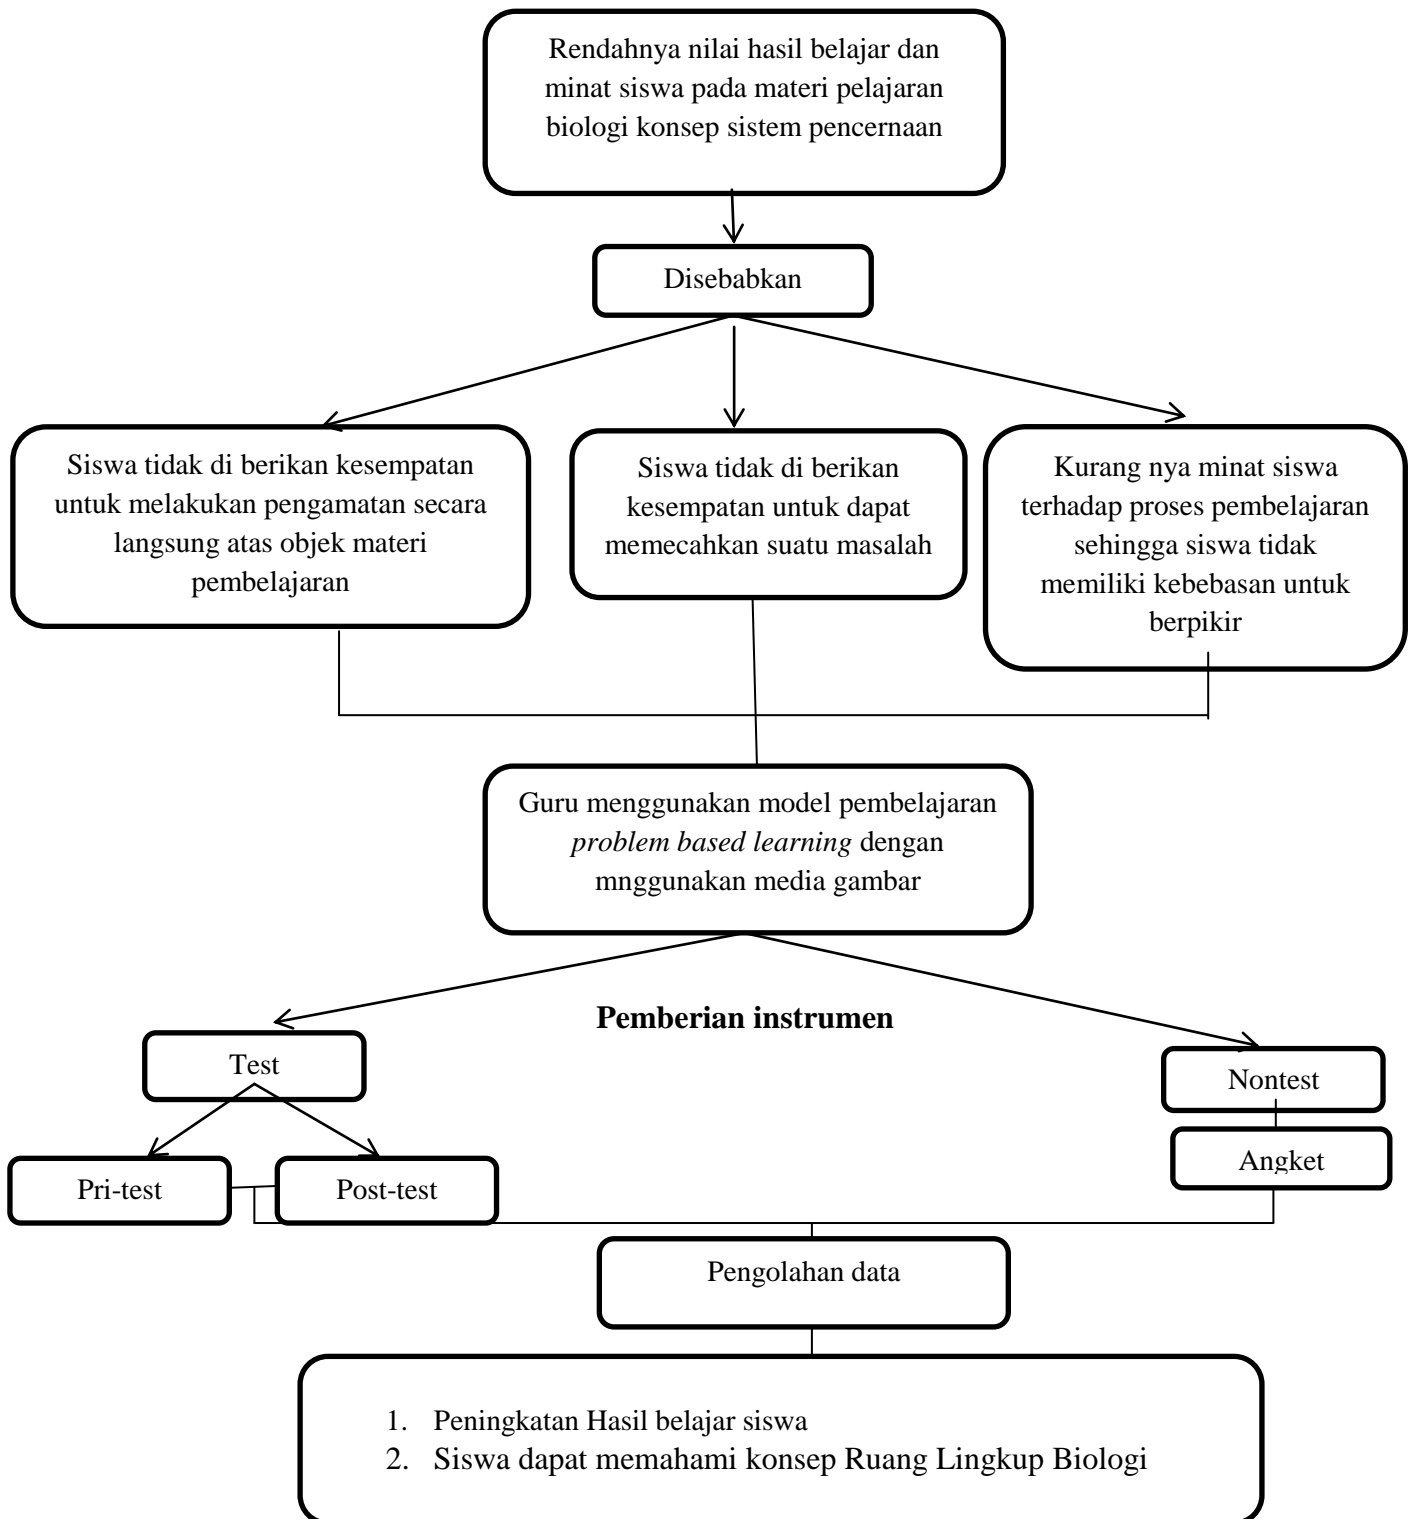 Rendahnya nilai hasil belajar dan
minat siswa pada materi pelajaran
biologi konsep sistem pencernaan
Disebabkan
Siswa tidak di berikan kesempatan
untuk melakukan pengamatan secara
langsung atas objek materi
pembelajaran
Siswa tidak di berikan
kesempatan untuk dapat
memecahkan suatu masalah
Kurang nya minat siswa
terhadap proses pembelajaran
sehingga siswa tidak
memiliki kebebasan untuk
berpikir
Guru menggunakan model pembelajaran
problem based learning dengan
mnggunakan media gambar
Pemberian instrumen
Test
Nontest
Pri-test
Post-test
Angket
Pengolahan data
1. Peningkatan Hasil belajar siswa
2. Siswa dapat memahami konsep Ruang Lingkup Biologi